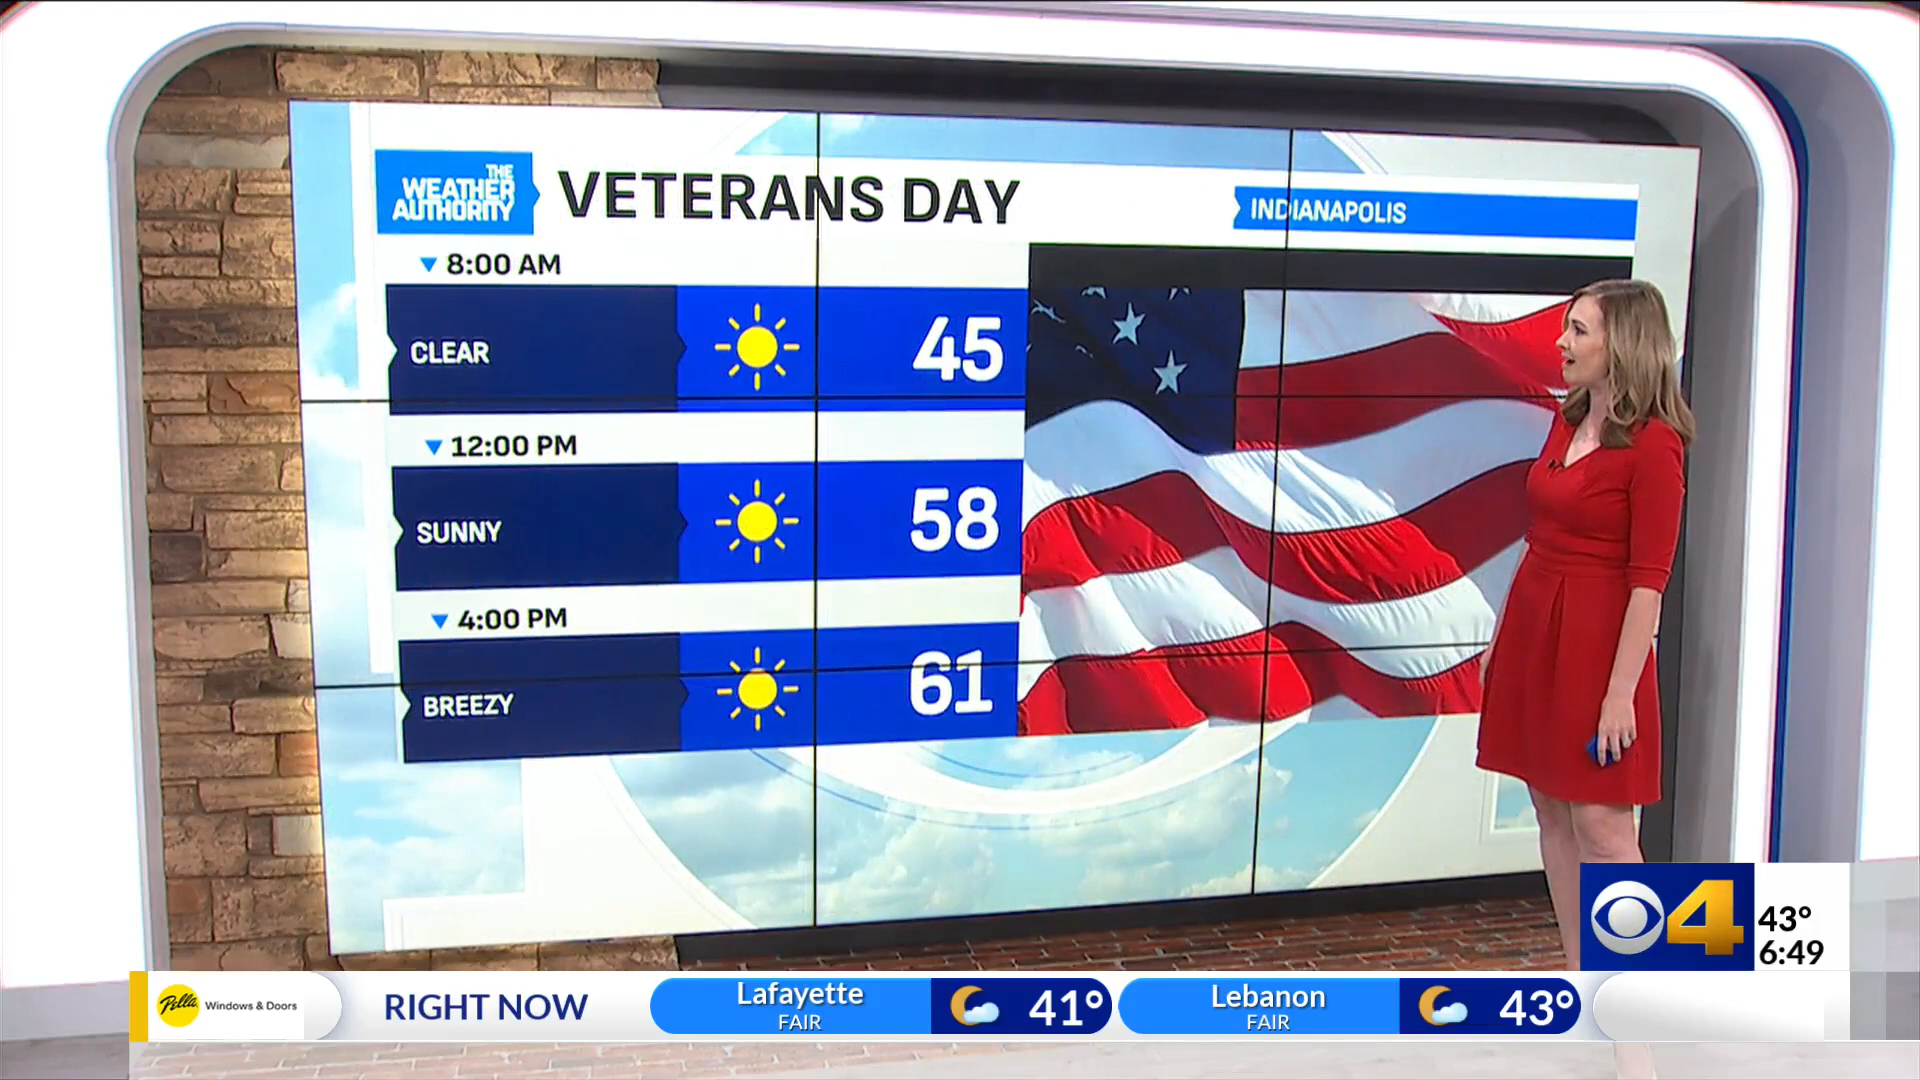 THE
WEATHER
AUTHORITY
VETERANS DAY
INDIANAPOLIS
8:00 AM
CLEAR
45
12:00 PM
SUNNY
58
4:00 PM
BREEZY
61
4
43°
6:49
Pella
Windows & Doors
RIGHT NOW
Lafayette
FAIR
41°
Lebanon
FAIR
43°